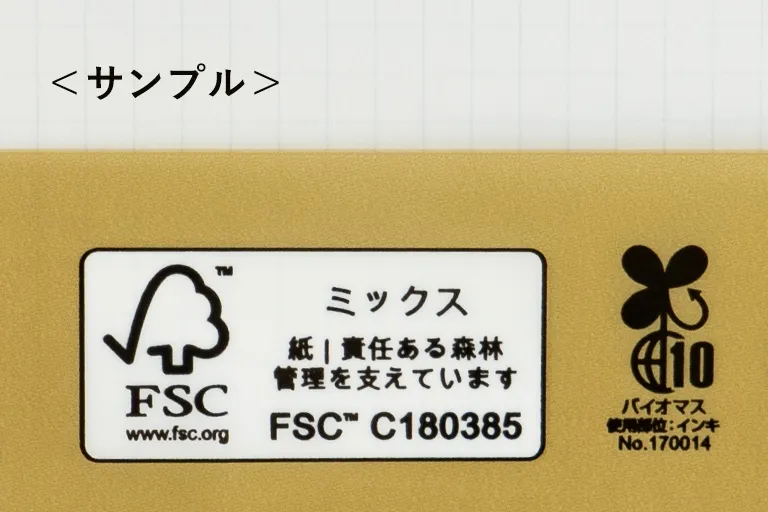 ＜サンプル＞
TM
FSC
www.fsc.org
ミックス
紙 | 責任ある森林
管理を支えています
FSC™ C180385
10
バイオマス
使用部位：インキ
No.170014